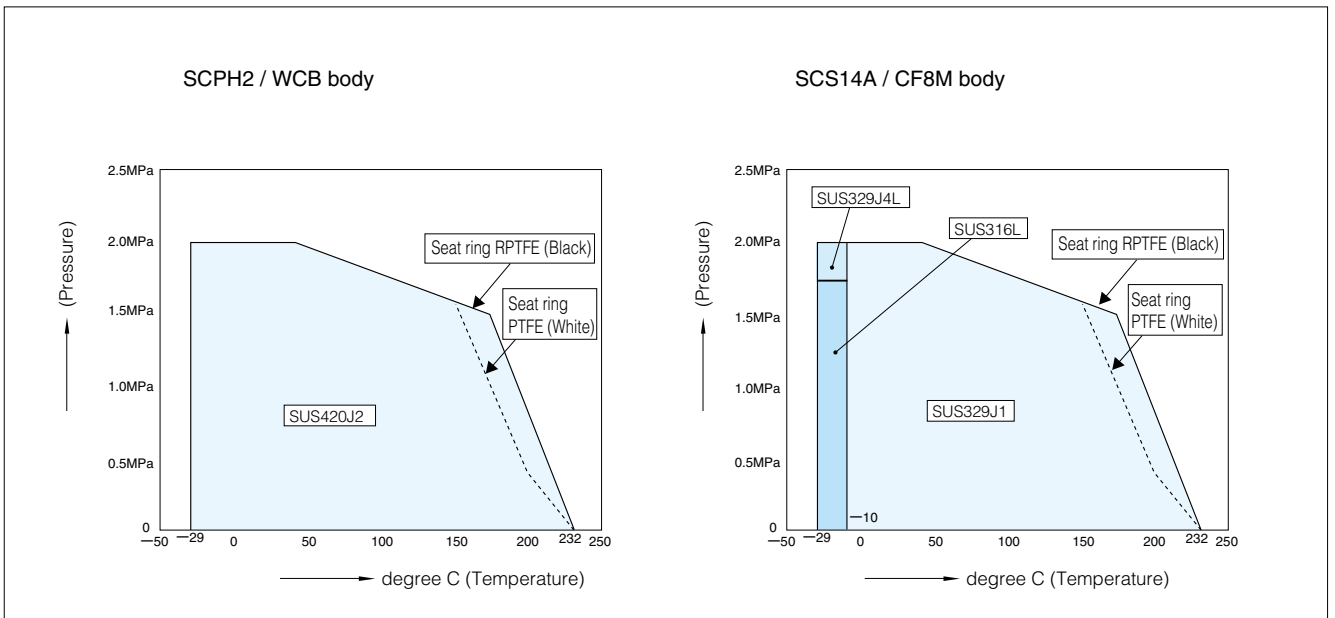 SCPH2 / WCB body
2.5MPa
2.0MPa
1.5MPa
1.0MPa
0.5MPa
0
(Pressure)
Seat ring RPTFE (Black)
Seat ring
PTFE (White)
SUS420J2
—50
—29
0
50
100
150
200
232
250
degree C (Temperature)
SCS14A / CF8M body
2.5MPa
2.0MPa
1.5MPa
1.0MPa
0.5MPa
0
(Pressure)
SUS329J4L
SUS316L
Seat ring RPTFE (Black)
Seat ring
PTFE (White)
SUS329J1
—10
—50
—29
0
50
100
150
200
232
250
degree C (Temperature)